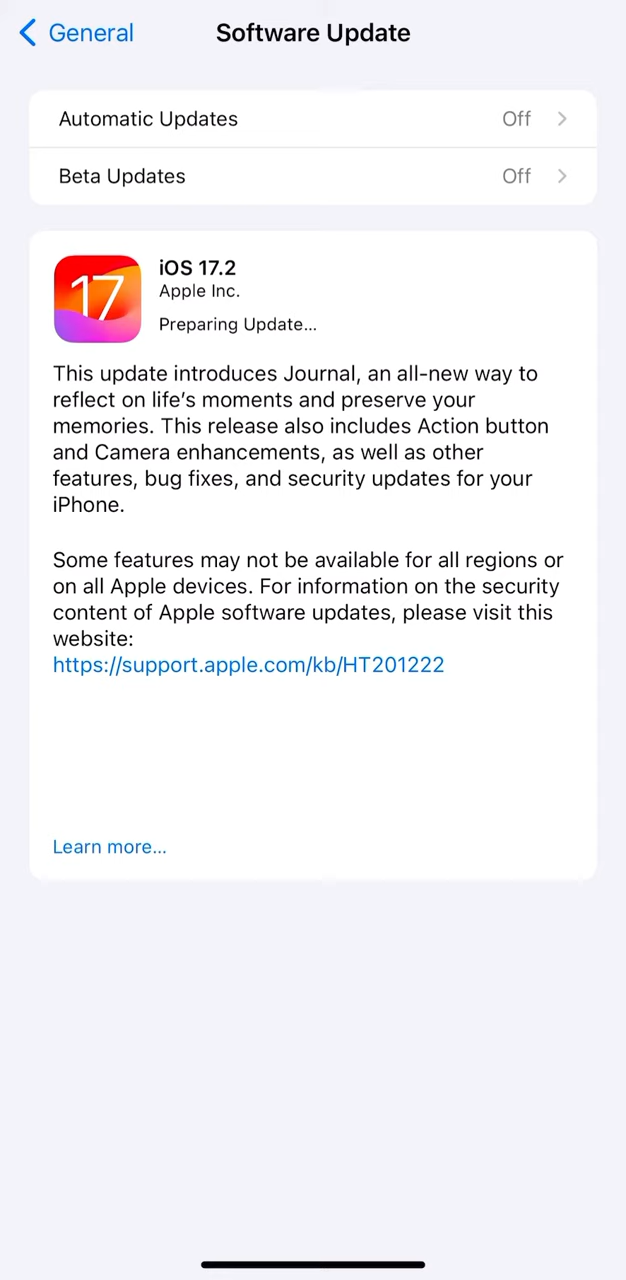 General
Software Update
Automatic Updates Off
Beta Updates Off
17
iOS 17.2
Apple Inc.
Preparing Update...
This update introduces Journal, an all-new way to
reflect on life’s moments and preserve your
memories. This release also includes Action button
and Camera enhancements, as well as other
features, bug fixes, and security updates for your
iPhone.
Some features may not be available for all regions or
on all Apple devices. For information on the security
content of Apple software updates, please visit this
website:
https://support.apple.com/kb/HT201222
Learn more...